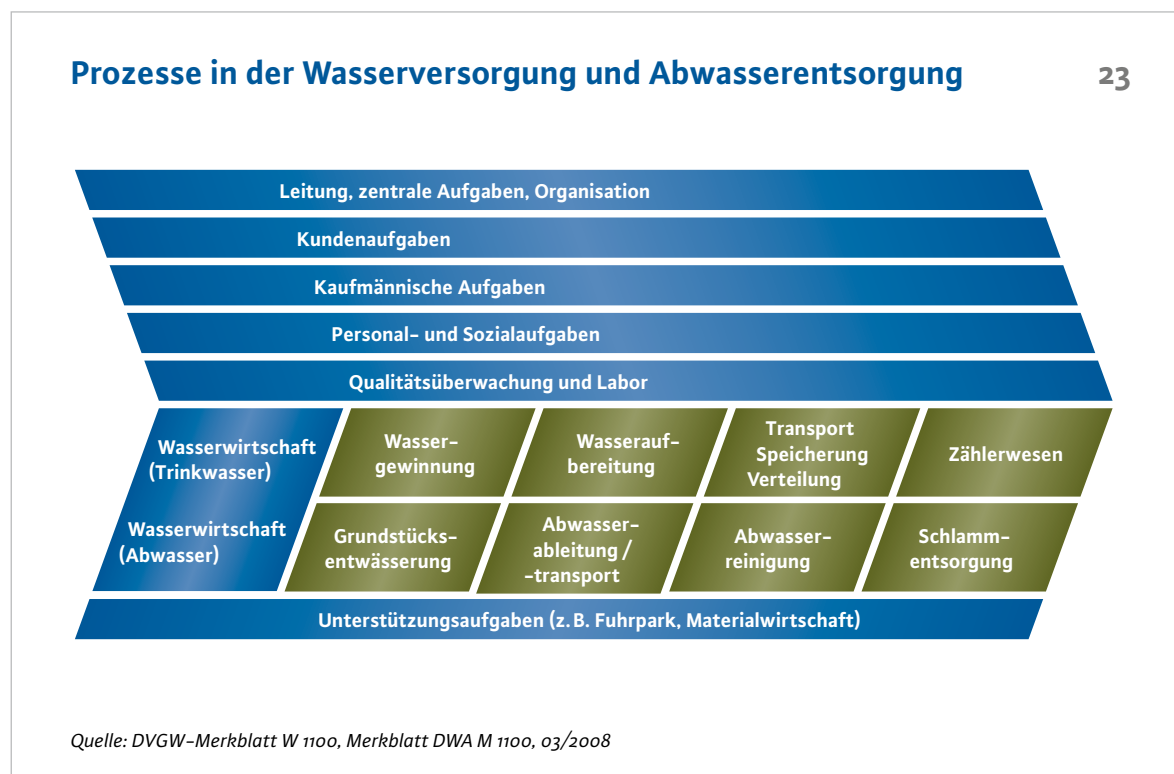 Prozesse in der Wasserversorgung und Abwasserentsorgung
23
Leitung, zentrale Aufgaben, Organisation
Kundenaufgaben
Kaufmännische Aufgaben
Personal- und Sozialaufgaben
Qualitätsüberwachung und Labor
Wasserwirtschaft
(Trinkwasser)
Wasser-
gewinnung
Wasserauf-
bereitung
Transport
Speicherung
Verteilung
Zählerwesen
Wasserwirtschaft
(Abwasser)
Grundstücks-
entwässerung
Abwasser-
ableitung /
-transport
Abwasser-
reinigung
Schlamm-
entsorgung
Unterstützungsaufgaben (z. B. Fuhrpark, Materialwirtschaft)
Quelle: DVGW-Merkblatt W 1100, Merkblatt DWA M 1100, 03/2008